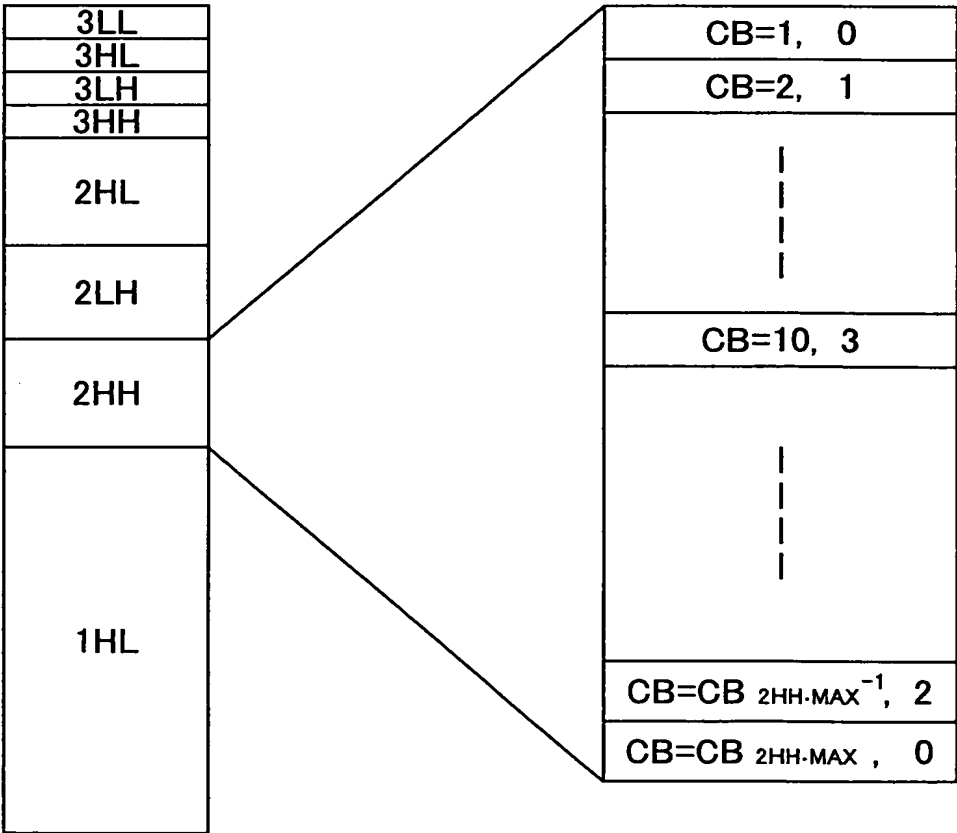 3LL
3HL
3LH
3HH
2HL
2LH
2HH
1HL
CB=1, 0
CB=2, 1
CB=10, 3
CB=CB 2HH·MAX-1, 2
CB=CB 2HH·MAX , 0